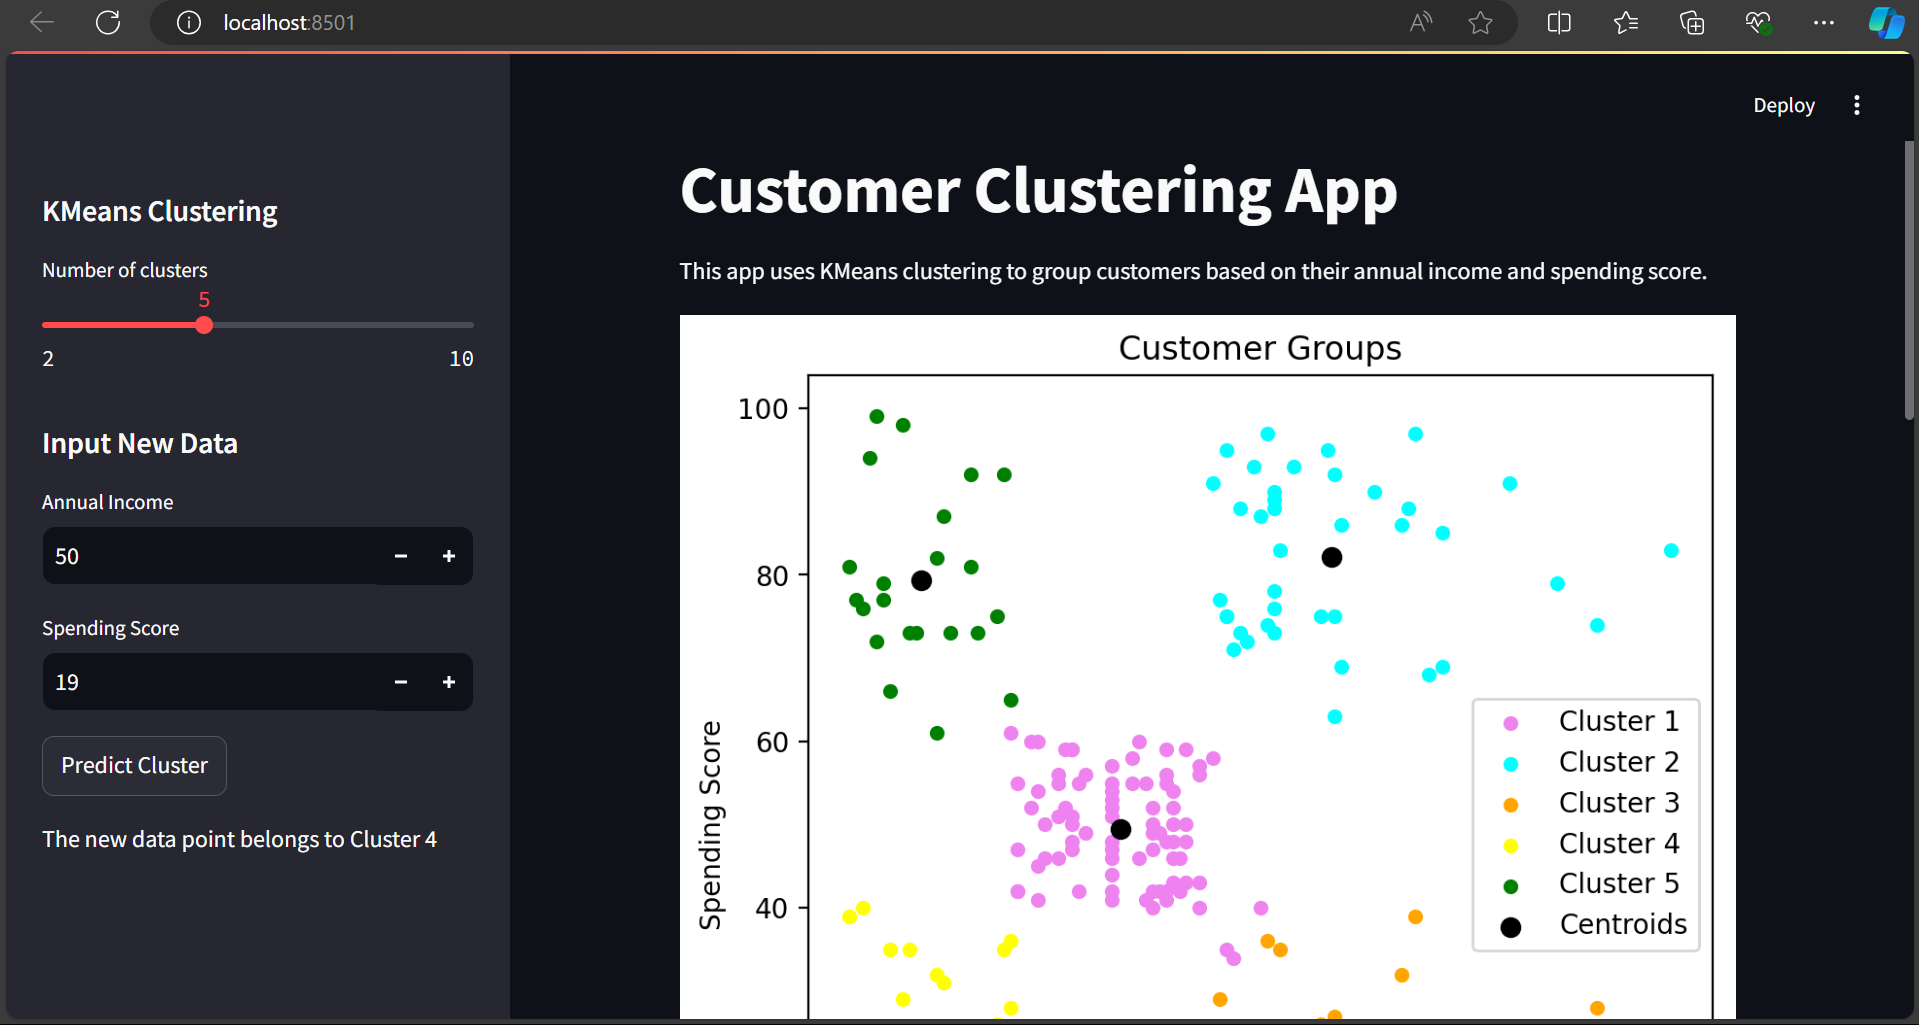 localhost:8501
Deploy
KMeans Clustering
Number of clusters
5
2 10
Input New Data
Annual Income
50
Spending Score
19
Predict Cluster
The new data point belongs to Cluster 4
Customer Clustering App
This app uses KMeans clustering to group customers based on their annual income and spending score.
Customer Groups
100
80
60
40
Spending Score
Cluster 1
Cluster 2
Cluster 3
Cluster 4
Cluster 5
Centroids